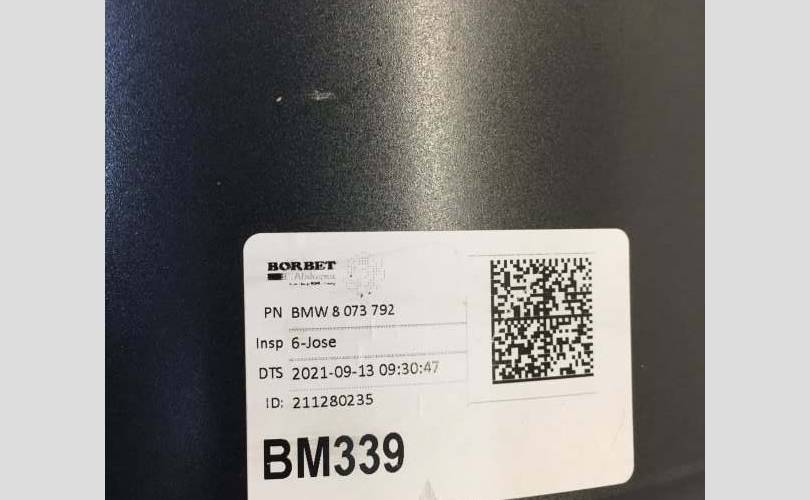 BORBET
Alabama
PN BMW 8 073 792
Insp 6-Jose
DTS 2021-09-13 09:30:47
ID: 211280235
BM339